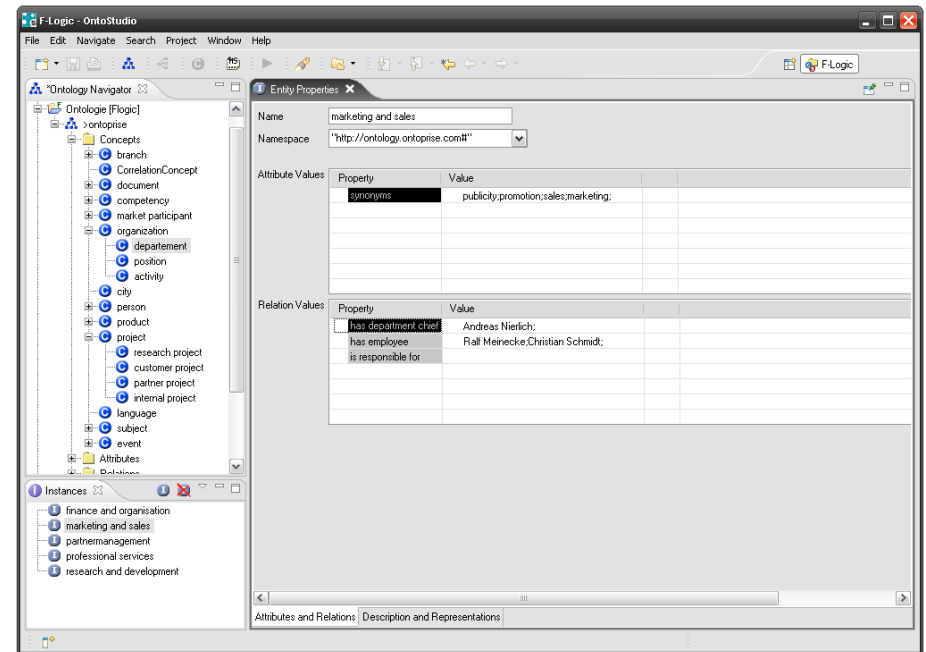 F-Logic - OntoStudio
File Edit Navigate Search Project Window Help
F-Logic
*Ontology Navigator
Ontologie [Flogic]
>ontoprise
Concepts
branch
CorrelationConcept
document
competency
market participant
organization
departement
position
activity
city
person
product
project
research project
customer project
partner project
internal project
language
subject
event
Attributes
Relations
Instances
finance and organisation
marketing and sales
partnermanagement
professional services
research and development
Entity Properties
Name marketing and sales
Namespace "http://ontology.ontoprise.com#"
Attribute Values Property Value
synonyms publicity;promotion;sales;marketing;
Relation Values Property Value
has department chief Andreas Nierlich;
has employee Ralf Meinecke;Christian Schmidt;
is responsible for
Attributes and Relations Description and Representations